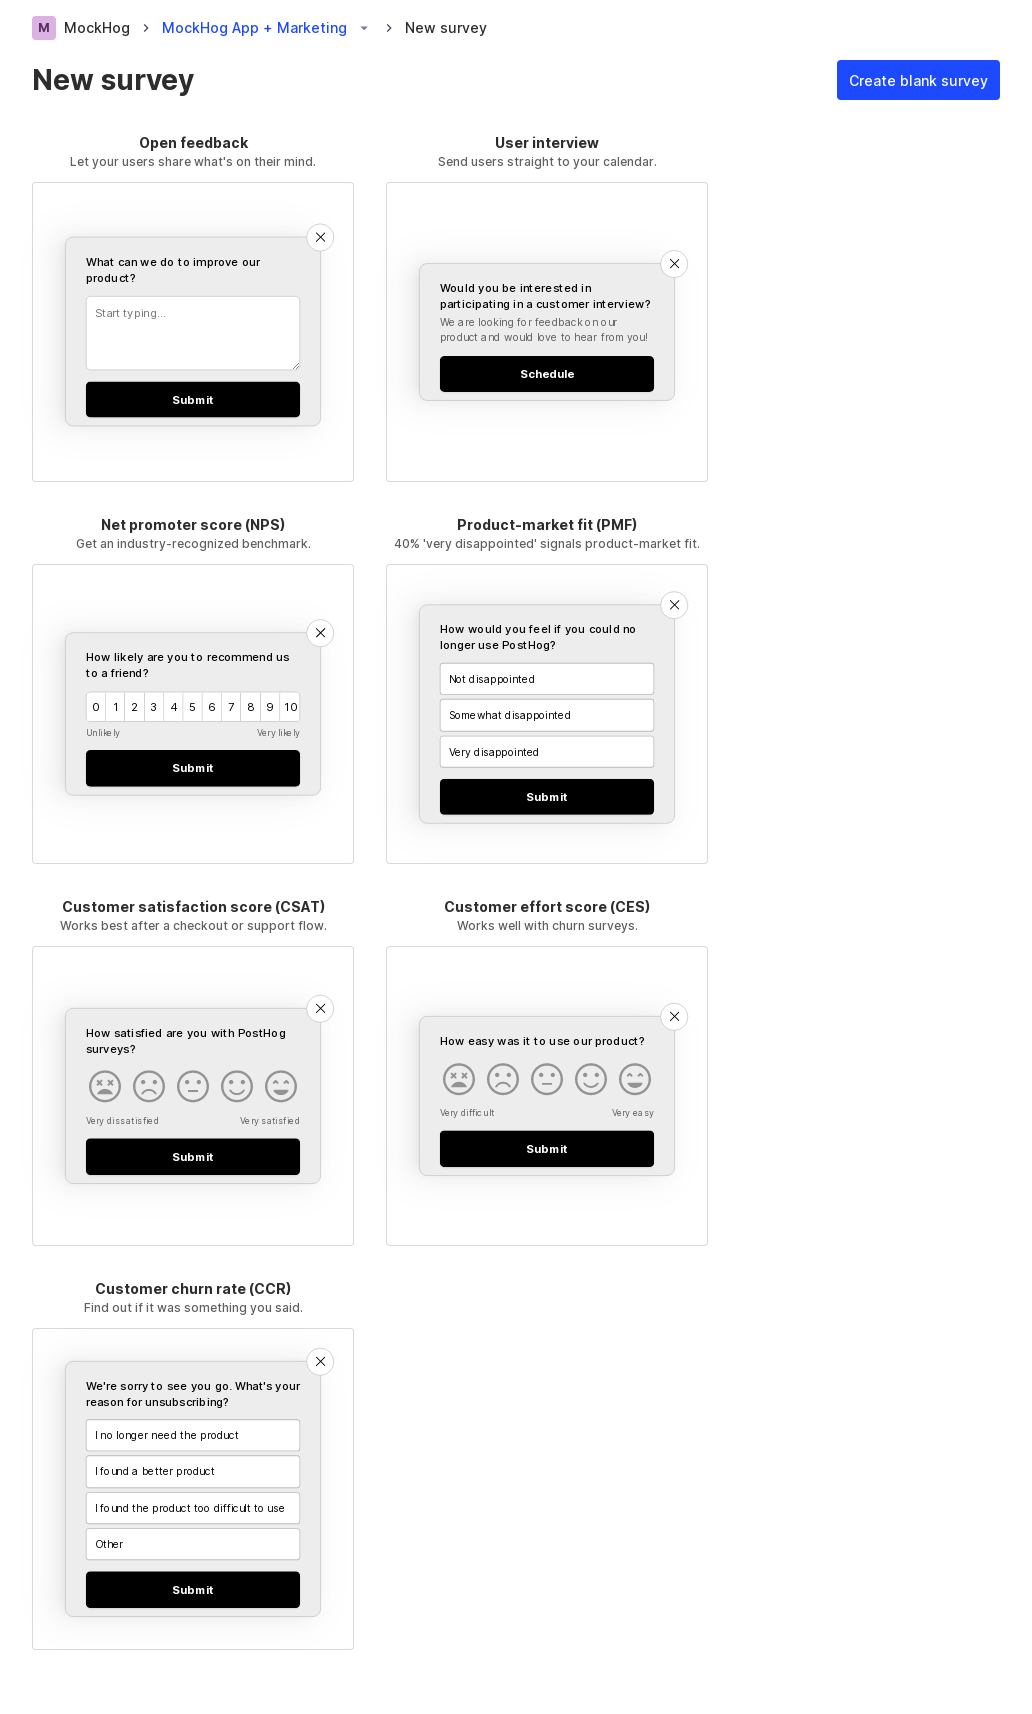 M MockHog MockHog App + Marketing New survey
New survey
Create blank survey
Open feedback
Let your users share what's on their mind.
What can we do to improve our
product?
Start typing...
Submit
User interview
Send users straight to your calendar.
Would you be interested in
participating in a customer interview?
We are looking for feedback on our
product and would love to hear from you!
Schedule
Net promoter score (NPS)
Get an industry-recognized benchmark.
How likely are you to recommend us
to a friend?
0 1 2 3 4 5 6 7 8 9 10
Unlikely Very likely
Submit
Product-market fit (PMF)
40% 'very disappointed' signals product-market fit.
How would you feel if you could no
longer use PostHog?
Not disappointed
Somewhat disappointed
Very disappointed
Submit
Customer satisfaction score (CSAT)
Works best after a checkout or support flow.
How satisfied are you with PostHog
surveys?
Very dissatisfied Very satisfied
Submit
Customer effort score (CES)
Works well with churn surveys.
How easy was it to use our product?
Very difficult Very easy
Submit
Customer churn rate (CCR)
Find out if it was something you said.
We're sorry to see you go. What's your
reason for unsubscribing?
I no longer need the product
I found a better product
I found the product too difficult to use
Other
Submit